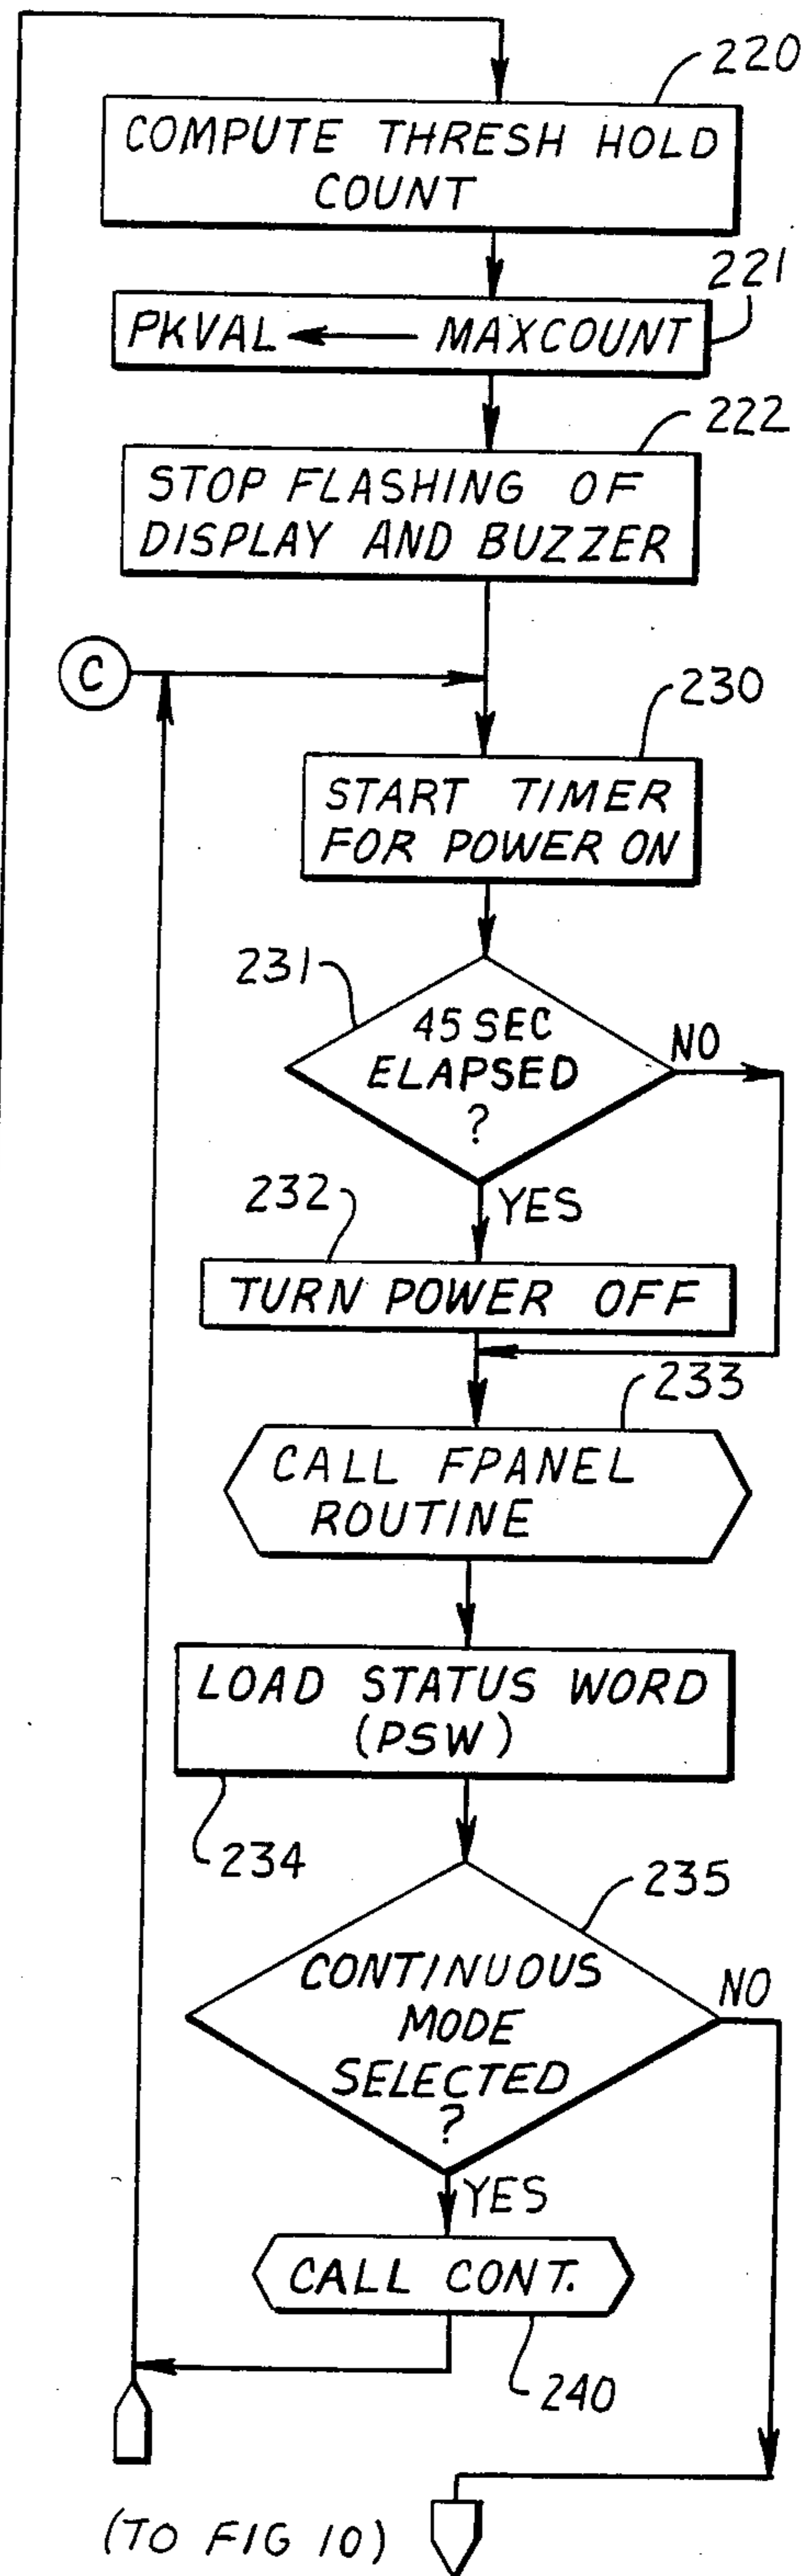 220
COMPUTE THRESH HOLD
COUNT
221
PKVAL ← MAXCOUNT
222
STOP FLASHING OF
DISPLAY AND BUZZER
C
230
START TIMER
FOR POWER ON
231
45 SEC
ELAPSED
?
NO
232
YES
TURN POWER OFF
233
CALL FPANEL
ROUTINE
LOAD STATUS WORD
(PSW)
234
235
CONTINUOUS
MODE
SELECTED
?
NO
YES
CALL CONT.
240
(TO FIG 10)